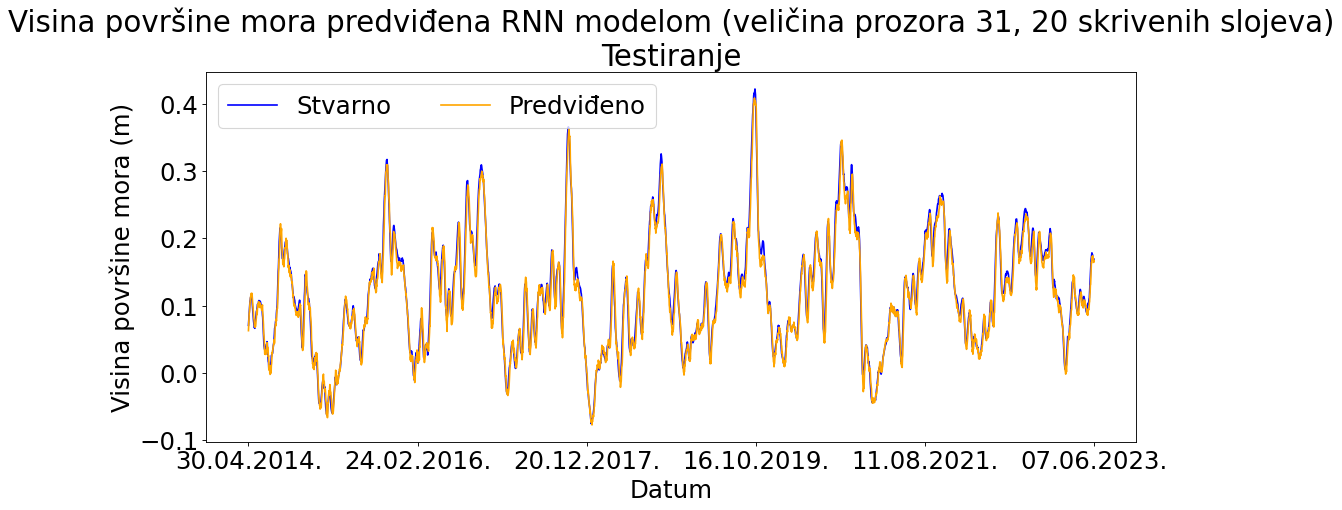 Visina površine mora predviđena RNN modelom (veličina prozora 31, 20 skrivenih slojeva)
Testiranje
Stvarno Predviđeno
Visina površine mora (m)
0.4
0.3
0.2
0.1
0.0
−0.1
30.04.2014. 24.02.2016. 20.12.2017. 16.10.2019. 11.08.2021. 07.06.2023.
Datum